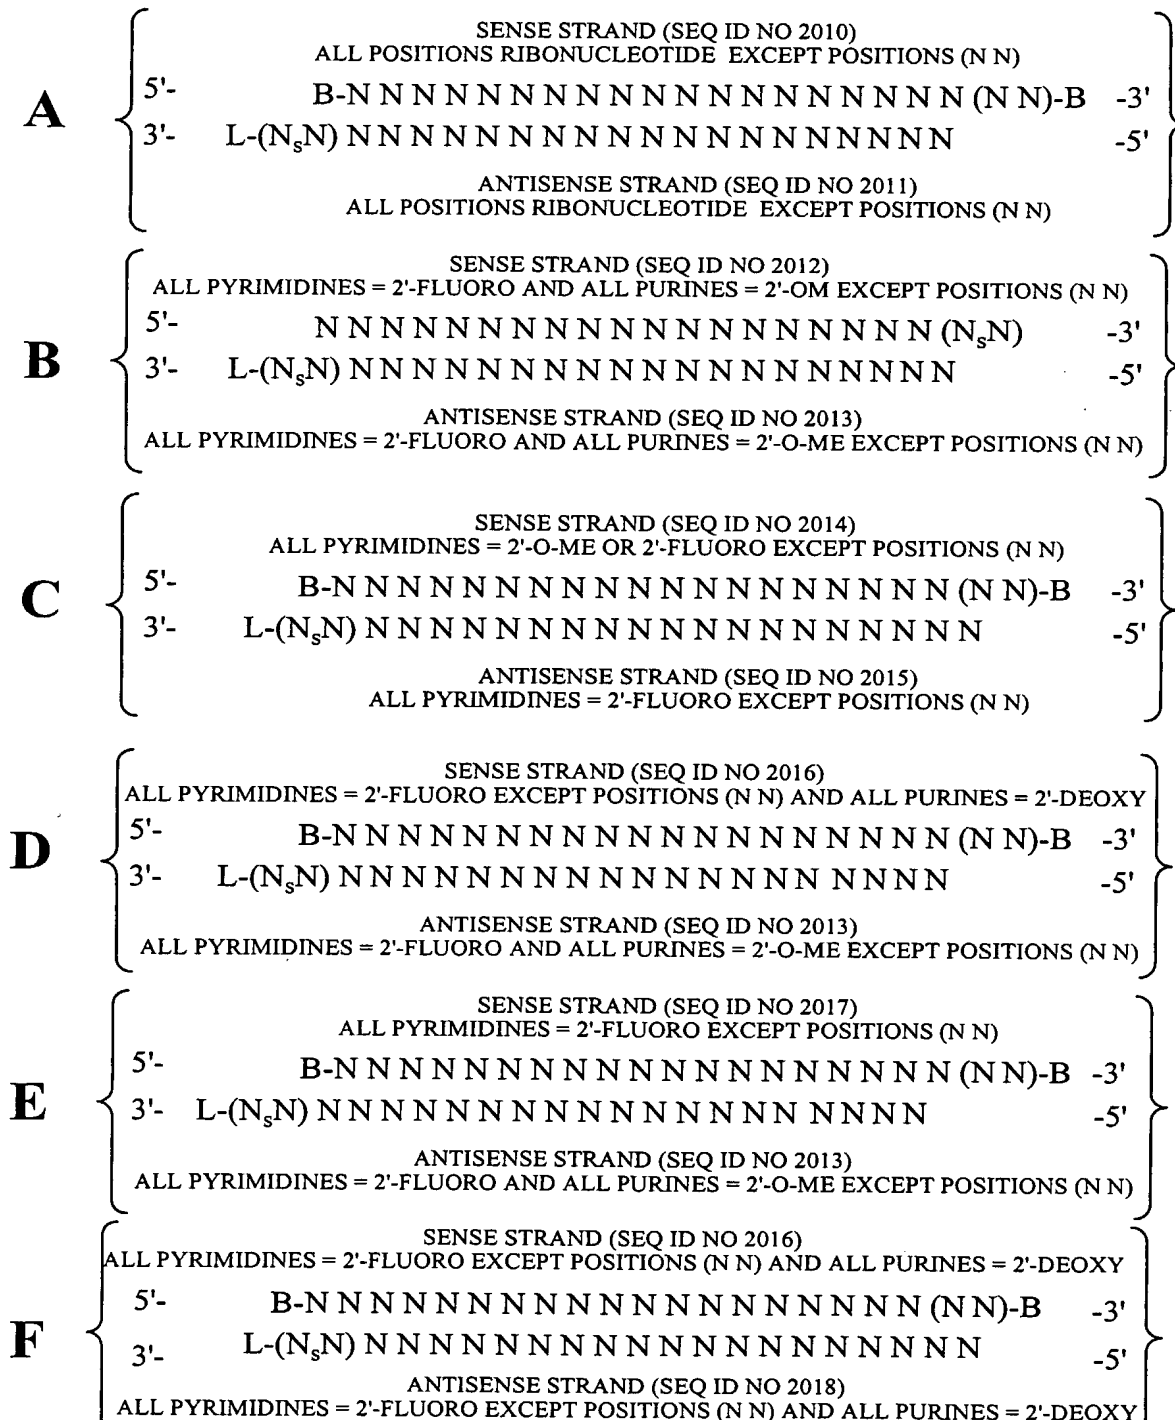 SENSE STRAND (SEQ ID NO 2010)
ALL POSITIONS RIBONUCLEOTIDE EXCEPT POSITIONS (N N)
A
5'- B-N N N N N N N N N N N N N N N N N N N (N N)-B -3'
3'- L-(NsN) N N N N N N N N N N N N N N N N N N N -5'
ANTISENSE STRAND (SEQ ID NO 2011)
ALL POSITIONS RIBONUCLEOTIDE EXCEPT POSITIONS (N N)
SENSE STRAND (SEQ ID NO 2012)
ALL PYRIMIDINES = 2'-FLUORO AND ALL PURINES = 2'-OM EXCEPT POSITIONS (N N)
B
5'- N N N N N N N N N N N N N N N N N N N (NsN) -3'
3'- L-(NsN) N N N N N N N N N N N N N N N N N N N -5'
ANTISENSE STRAND (SEQ ID NO 2013)
ALL PYRIMIDINES = 2'-FLUORO AND ALL PURINES = 2'-O-ME EXCEPT POSITIONS (N N)
SENSE STRAND (SEQ ID NO 2014)
ALL PYRIMIDINES = 2'-O-ME OR 2'-FLUORO EXCEPT POSITIONS (N N)
C
5'- B-N N N N N N N N N N N N N N N N N N N (N N)-B -3'
3'- L-(NsN) N N N N N N N N N N N N N N N N N N N -5'
ANTISENSE STRAND (SEQ ID NO 2015)
ALL PYRIMIDINES = 2'-FLUORO EXCEPT POSITIONS (N N)
SENSE STRAND (SEQ ID NO 2016)
ALL PYRIMIDINES = 2'-FLUORO EXCEPT POSITIONS (N N) AND ALL PURINES = 2'-DEOXY
D
5'- B-N N N N N N N N N N N N N N N N N N N (N N)-B -3'
3'- L-(NsN) N N N N N N N N N N N N N N N N N N N -5'
ANTISENSE STRAND (SEQ ID NO 2013)
ALL PYRIMIDINES = 2'-FLUORO AND ALL PURINES = 2'-O-ME EXCEPT POSITIONS (N N)
SENSE STRAND (SEQ ID NO 2017)
ALL PYRIMIDINES = 2'-FLUORO EXCEPT POSITIONS (N N)
E
5'- B-N N N N N N N N N N N N N N N N N N N (N N)-B -3'
3'- L-(NsN) N N N N N N N N N N N N N N N N N N N -5'
ANTISENSE STRAND (SEQ ID NO 2013)
ALL PYRIMIDINES = 2'-FLUORO AND ALL PURINES = 2'-O-ME EXCEPT POSITIONS (N N)
SENSE STRAND (SEQ ID NO 2016)
ALL PYRIMIDINES = 2'-FLUORO EXCEPT POSITIONS (N N) AND ALL PURINES = 2'-DEOXY
F
5'- B-N N N N N N N N N N N N N N N N N N N (N N)-B -3'
3'- L-(NsN) N N N N N N N N N N N N N N N N N N N -5'
ANTISENSE STRAND (SEQ ID NO 2018)
ALL PYRIMIDINES = 2'-FLUORO EXCEPT POSITIONS (N N) AND ALL PURINES = 2'-DEOXY